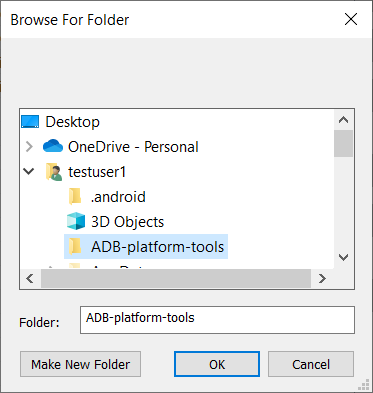 Browse For Folder
Desktop
OneDrive - Personal
testuser1
.android
3D Objects
ADB-platform-tools
Folder:
ADB-platform-tools
Make New Folder
OK
Cancel